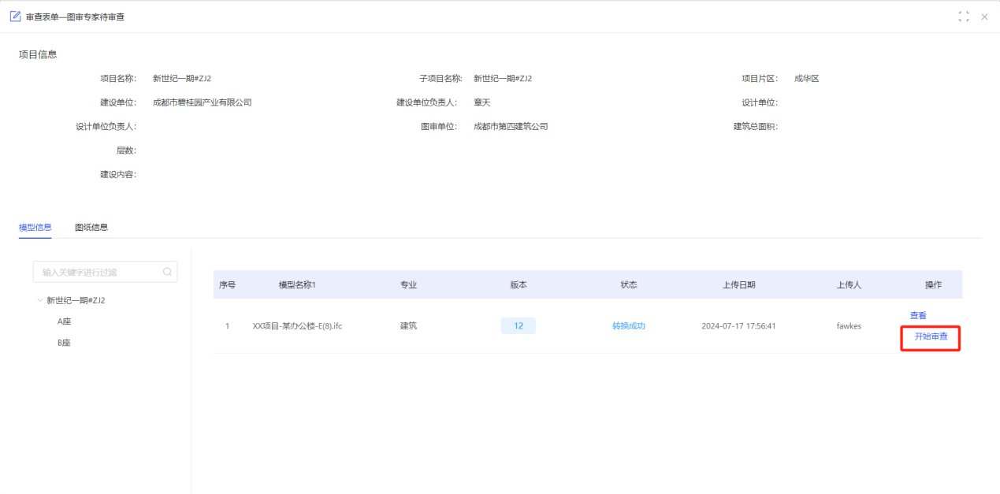 审查表单—图审专家待审查
项目信息
项目名称: 新世纪一期#ZJ2 子项目名称: 新世纪一期#ZJ2 项目片区: 成华区
建设单位: 成都市碧桂园产业有限公司 建设单位负责人: 章天 设计单位:
设计单位负责人: 图审单位: 成都市第四建筑公司 建筑总面积:
层数:
建设内容:
模型信息 图纸信息
输入关键字进行过滤
新世纪一期#ZJ2
A座
B座
序号 模型名称1 专业 版本 状态 上传日期 上传人 操作
1 XX项目-某办公楼-E(8).ifc 建筑 12 转换成功 2024-07-17 17:56:41 fawkes 查看
开始审查